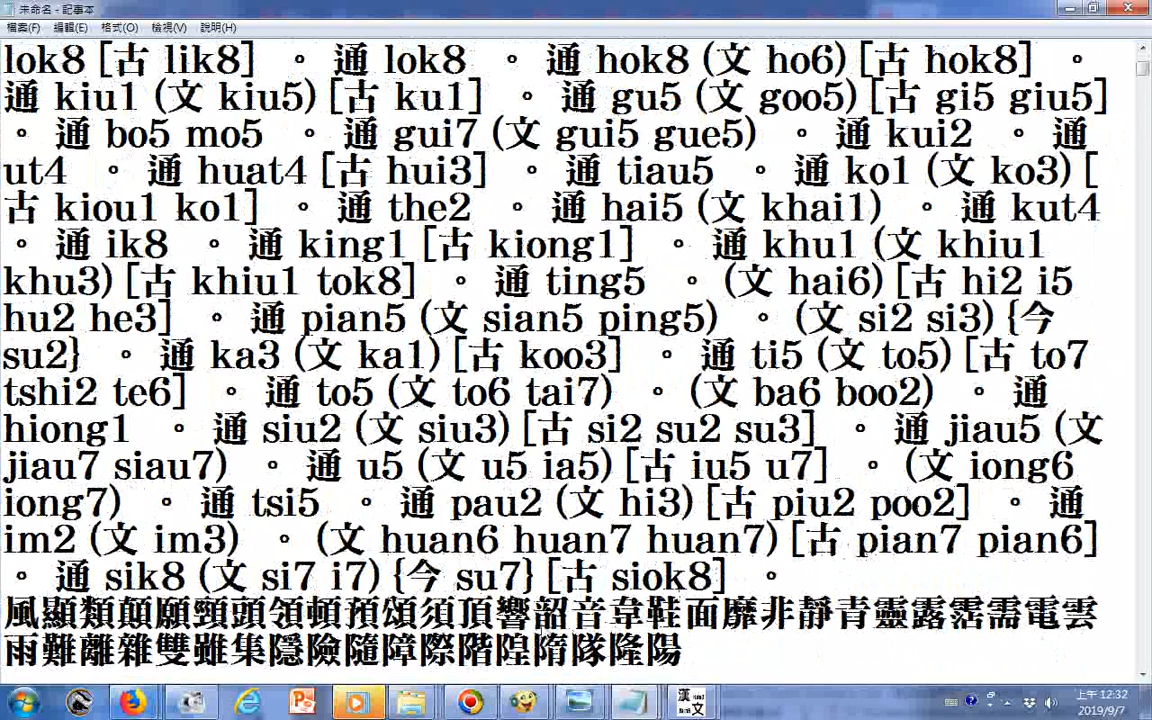 未命名 - 記事本
檔案(F) 編輯(E) 格式(O) 檢視(V) 說明(H)
lok8 [古 lik8] 。 通 lok8 。 通 hok8 (文 ho6) [古 hok8] 。
通 kiu1 (文 kiu5) [古 ku1] 。 通 gu5 (文 goo5) [古 gi5 giu5]
。 通 bo5 mo5 。 通 gui7 (文 gui5 gue5) 。 通 kui2 。 通
ut4 。 通 huat4 [古 hui3] 。 通 tiau5 。 通 ko1 (文 ko3) [
古 kiou1 ko1] 。 通 the2 。 通 hai5 (文 khai1) 。 通 kut4
。 通 ik8 。 通 king1 [古 kiong1] 。 通 khu1 (文 khiu1
khu3) [古 khiu1 tok8] 。 通 ting5 。 (文 hai6) [古 hi2 i5
hu2 he3] 。 通 pian5 (文 sian5 ping5) 。 (文 si2 si3) {今
su2} 。 通 ka3 (文 ka1) [古 koo3] 。 通 ti5 (文 to5) [古 to7
tshi2 te6] 。 通 to5 (文 to6 tai7) 。 (文 ba6 boo2) 。 通
hiong1 。 通 siu2 (文 siu3) [古 si2 su2 su3] 。 通 jiau5 (文
jiau7 siau7) 。 通 u5 (文 u5 ia5) [古 iu5 u7] 。 (文 iong6
iong7) 。 通 tsi5 。 通 pau2 (文 hi3) [古 piu2 poo2] 。 通
im2 (文 im3) 。 (文 huan6 huan7 huan7) [古 pian7 pian6]
。 通 sik8 (文 si7 i7) {今 su7} [古 siok8] 。
風顯類顛願頸頭領頓預頌須頂響韶音韋鞋面靡非靜青靈露霑需電雲
雨難離雜雙雖集隱險隨障際階隍隋隊隆陽
漢
文
上午 12:32
2019/9/7